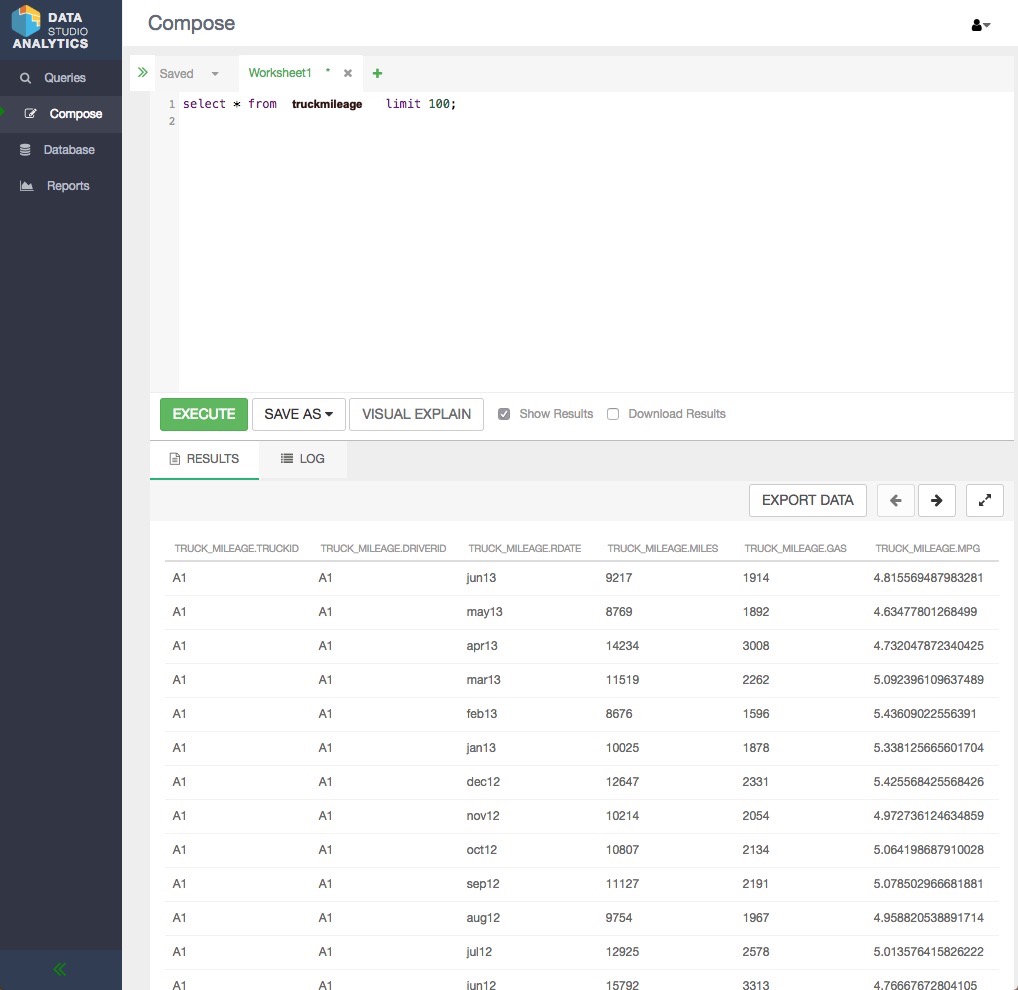 DATA
STUDIO
ANALYTICS
Compose
Queries
Compose
Database
Reports
Saved Worksheet1 *
1 select * from truckmileage limit 100;
2
EXECUTE SAVE AS VISUAL EXPLAIN Show Results Download Results
RESULTS LOG
EXPORT DATA
TRUCK_MILEAGE.TRUCKID TRUCK_MILEAGE.DRIVERID TRUCK_MILEAGE.RDATE TRUCK_MILEAGE.MILES TRUCK_MILEAGE.GAS TRUCK_MILEAGE.MPG
A1 A1 jun13 9217 1914 4.815569487983281
A1 A1 may13 8769 1892 4.63477801268499
A1 A1 apr13 14234 3008 4.732047872340425
A1 A1 mar13 11519 2262 5.092396109637489
A1 A1 feb13 8676 1596 5.43609022556391
A1 A1 jan13 10025 1878 5.338125665601704
A1 A1 dec12 12647 2331 5.425568425568426
A1 A1 nov12 10214 2054 4.972736124634859
A1 A1 oct12 10807 2134 5.064198687910028
A1 A1 sep12 11127 2191 5.078502966681881
A1 A1 aug12 9754 1967 4.958820538891714
A1 A1 jul12 12925 2578 5.013576415826222
A1 A1 jun12 15792 3313 4.76667672804105